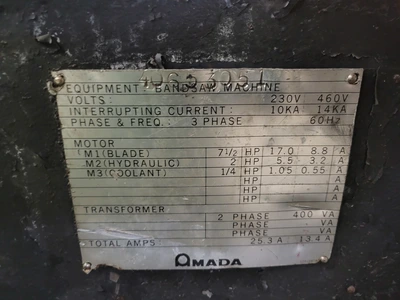 EQUIPMENT BANDSAW MACHINE
VOLTS: 230V 460V
INTERRUPTING CURRENT: 10KA 14KA
PHASE & FREQ.: 3 PHASE 60Hz
MOTOR
M1(BLADE) 7 1/2 HP 17.0 8.8 A
M2(HYDRAULIC) 2 HP 5.5 3.2 A
M3(COOLANT) 1/4 HP 1.05 0.55 A
HP A
HP A
HP A
TRANSFORMER
2 PHASE 400 VA
PHASE VA
PHASE VA
TOTAL AMPS 25.3 A 13.4 A
AMADA